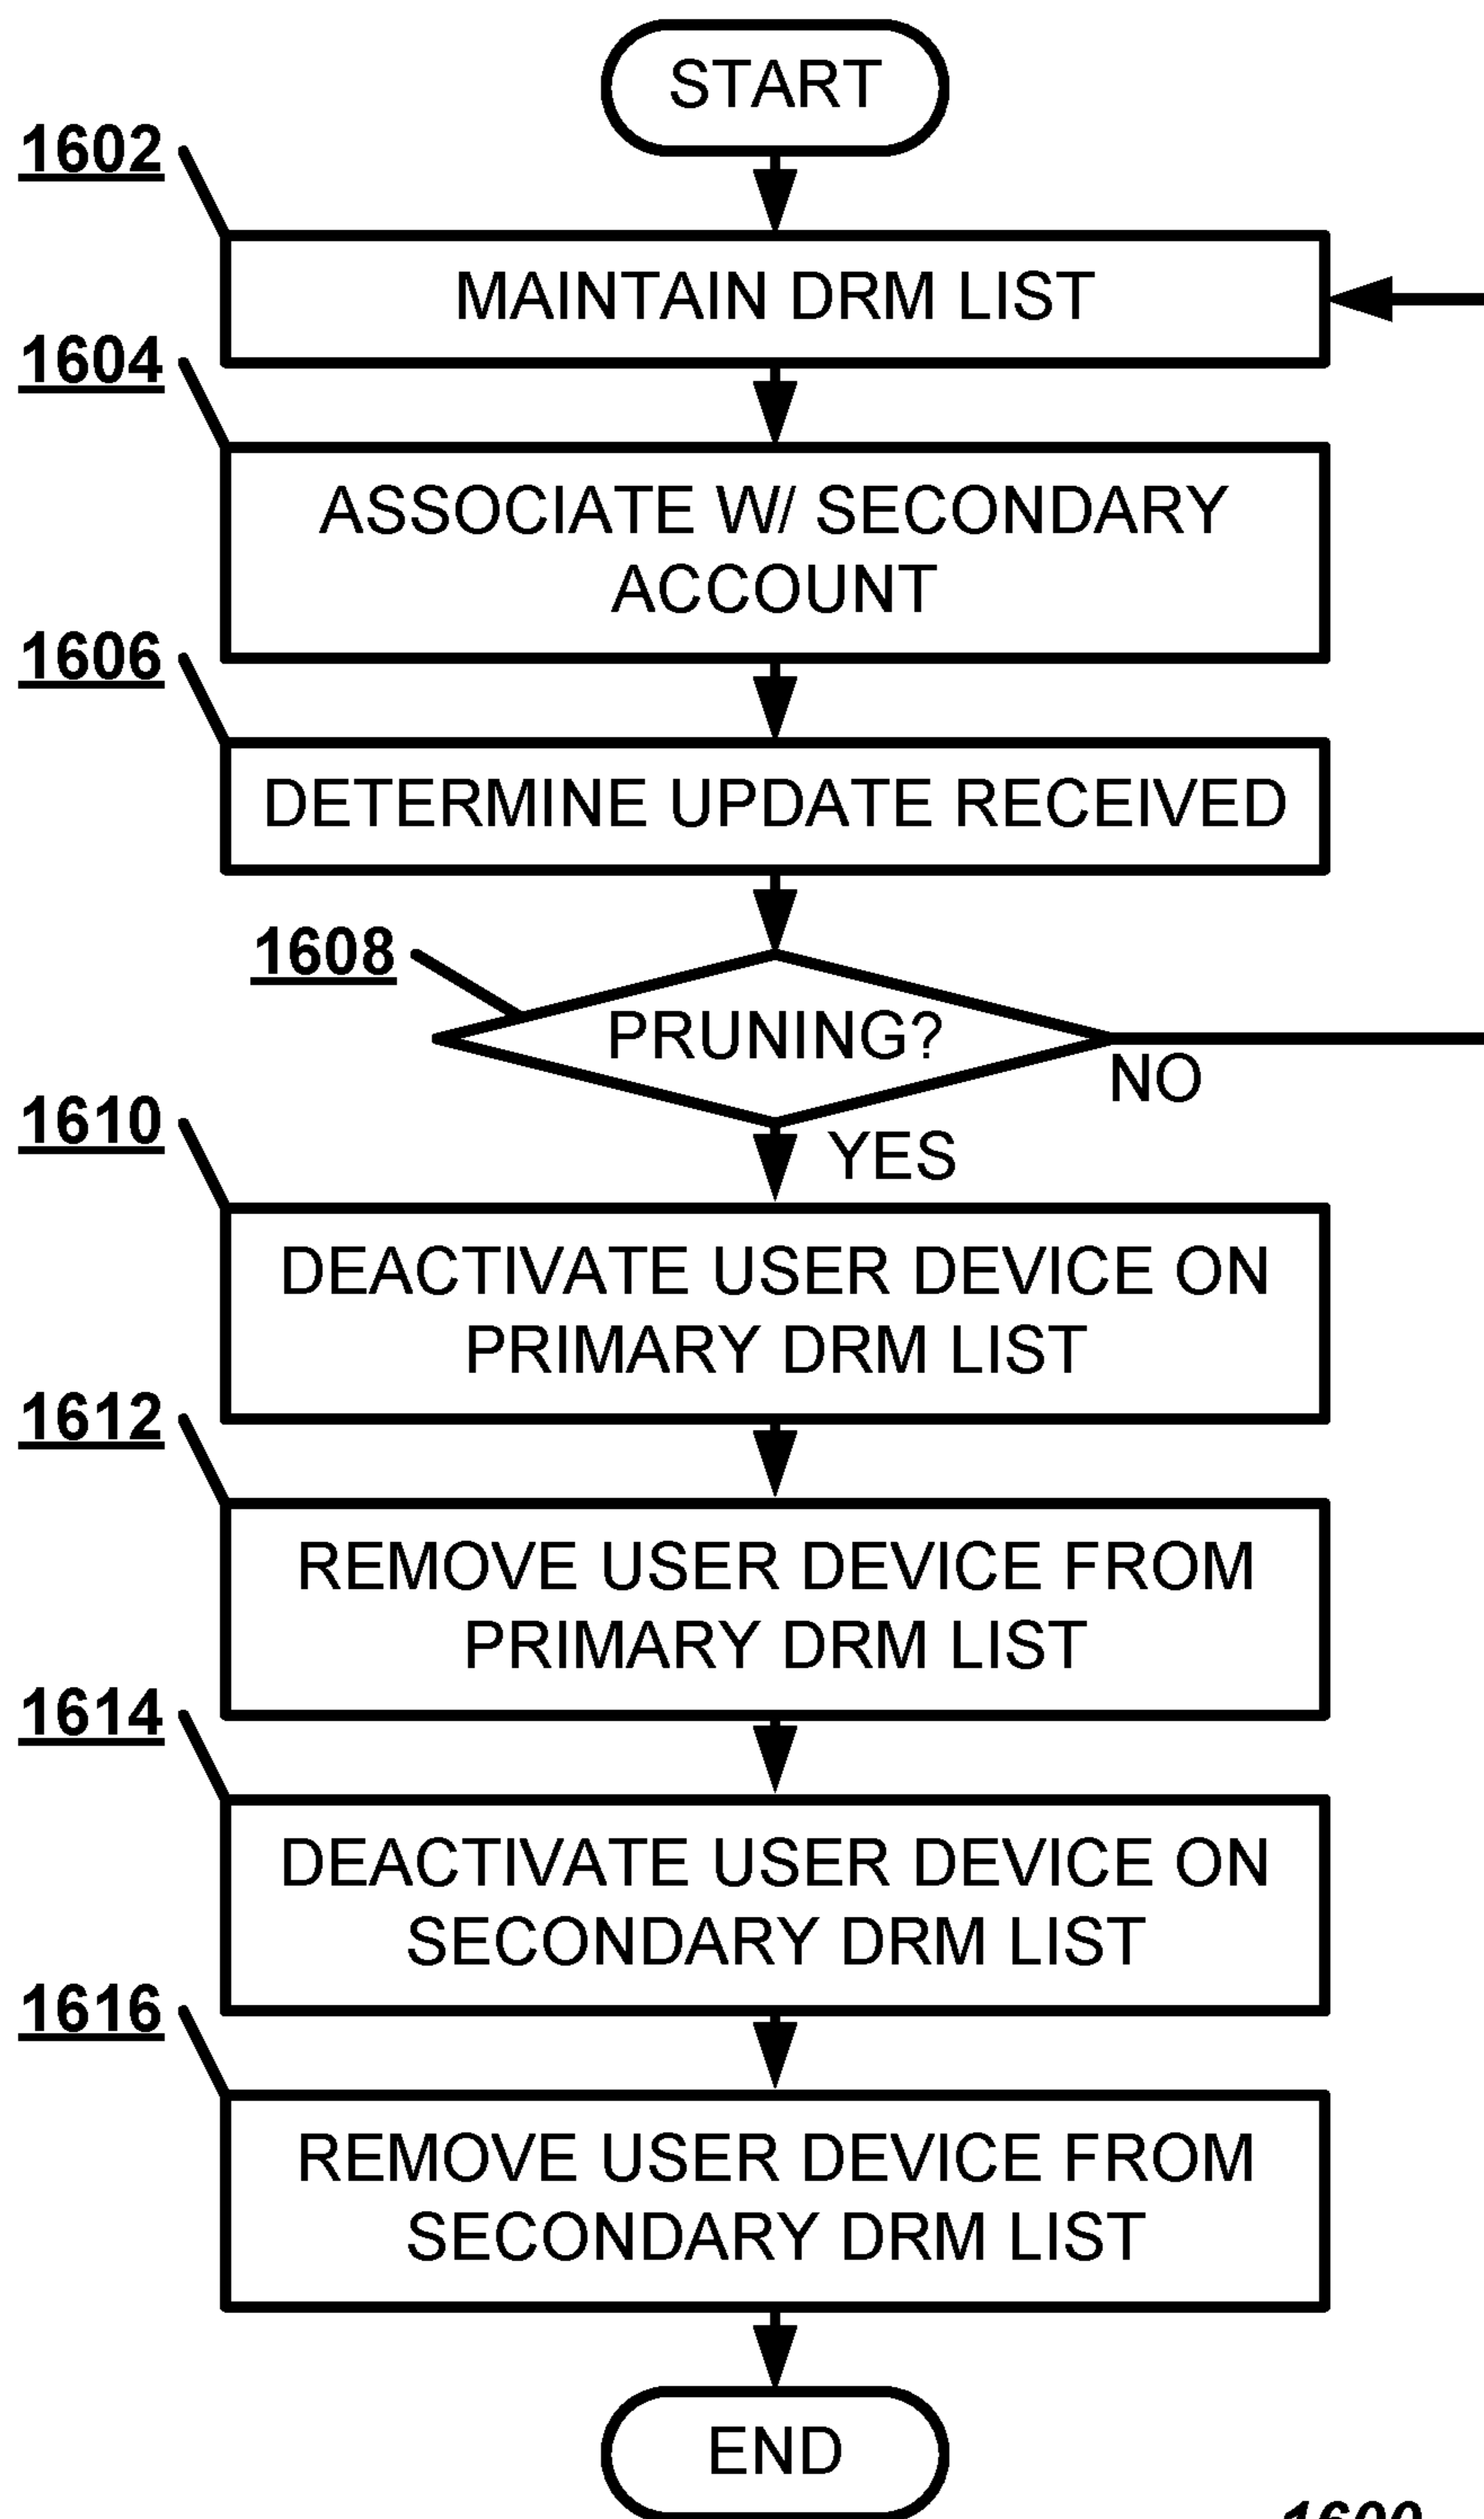 START
1602
MAINTAIN DRM LIST
1604
ASSOCIATE W/ SECONDARY
ACCOUNT
1606
DETERMINE UPDATE RECEIVED
1608
PRUNING?
NO
YES
1610
DEACTIVATE USER DEVICE ON
PRIMARY DRM LIST
1612
REMOVE USER DEVICE FROM
PRIMARY DRM LIST
1614
DEACTIVATE USER DEVICE ON
SECONDARY DRM LIST
1616
REMOVE USER DEVICE FROM
SECONDARY DRM LIST
END